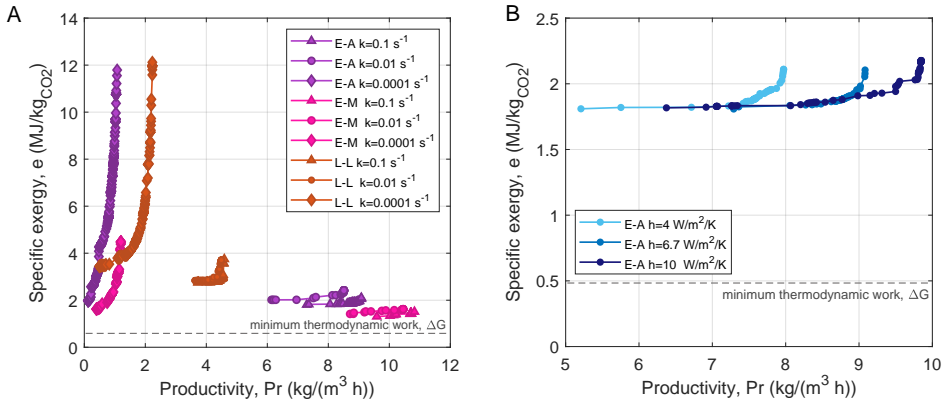 A
Specific exergy, e (MJ/kg_CO2)
14
12
10
8
6
4
2
0
0 2 4 6 8 10 12
Productivity, Pr (kg/(m³ h)
E-A k=0.1 s⁻¹
E-A k=0.01 s⁻¹
E-A k=0.0001 s⁻¹
E-M k=0.1 s⁻¹
E-M k=0.01 s⁻¹
E-M k=0.0001 s⁻¹
L-L k=0.1 s⁻¹
L-L k=0.01 s⁻¹
L-L k=0.0001 s⁻¹
minimum thermodynamic work, ΔG
B
Specific exergy, e (MJ/kg_CO2)
2.5
2
1.5
1
0.5
0
5 6 7 8 9 10
Productivity, Pr (kg/(m³ h)
E-A h=4 W/m²/K
E-A h=6.7 W/m²/K
E-A h=10 W/m²/K
minimum thermodynamic work, ΔG